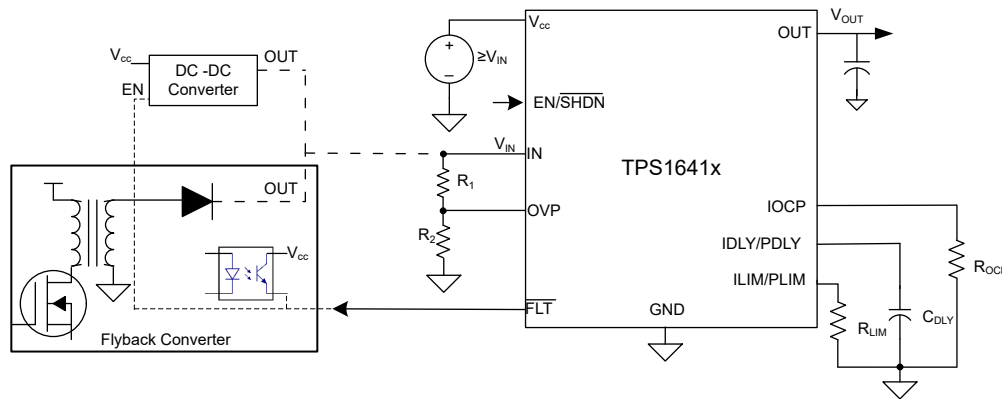 Vcc
OUT
DC -DC
Converter
EN
OUT
Vcc
Flyback Converter
≥VIN
Vcc
EN/SHDN
VIN
IN
R1
OVP
R2
FLT
TPS1641x
GND
OUT
VOUT
IOCP
IDLY/PDLY
ILIM/PLIM
RLIM
CDLY